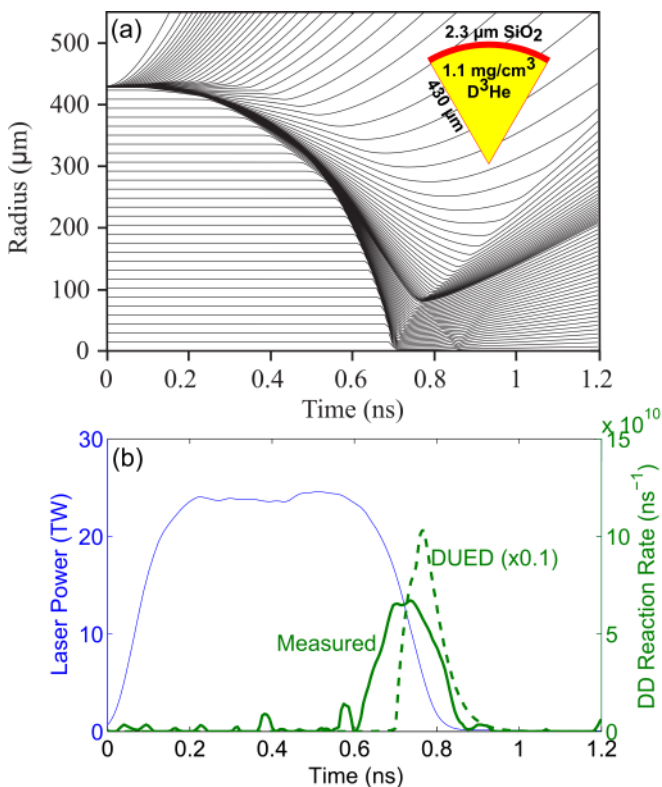 (a)
2.3 µm SiO2
1.1 mg/cm3
D3He
430 µm
Radius (µm)
500
400
300
200
100
0
0 0.2 0.4 0.6 0.8 1 1.2
Time (ns)
(b)
x 10^10
Laser Power (TW)
30
20
10
0
DUED (x0.1)
Measured
15
10
5
0
DD Reaction Rate (ns−1)
0 0.2 0.4 0.6 0.8 1 1.2
Time (ns)